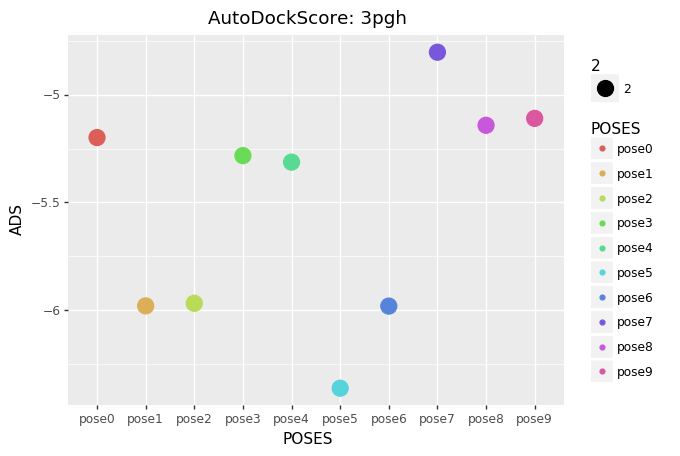 AutoDockScore: 3pgh
ADS
−5
−5.5
−6
pose0 pose1 pose2 pose3 pose4 pose5 pose6 pose7 pose8 pose9
POSES
2
2
POSES
pose0
pose1
pose2
pose3
pose4
pose5
pose6
pose7
pose8
pose9